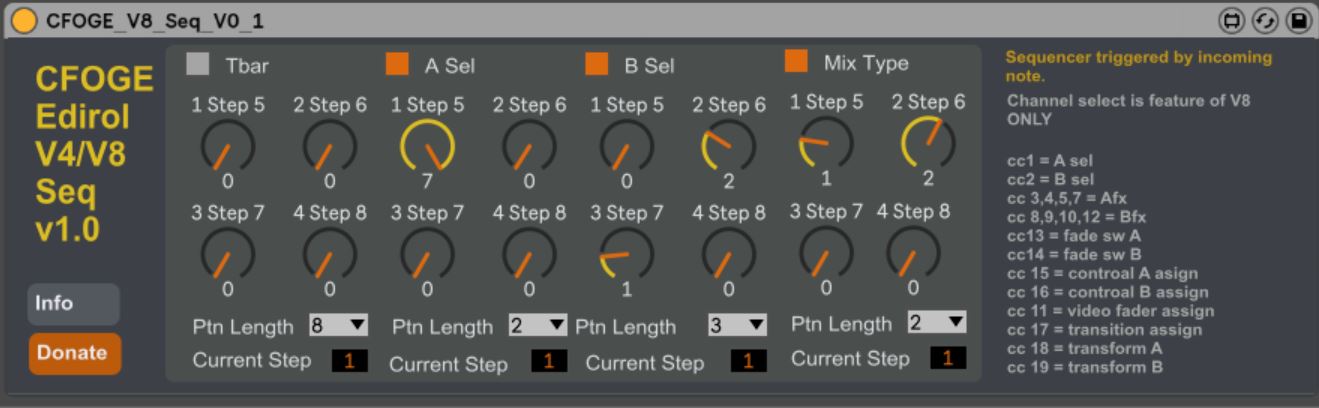 CFOGE_V8_Seq_V0_1
CFOGE
Edirol
V4/V8
Seq
v1.0
Info
Donate
Tbar
1 Step 5 2 Step 6
0 0
3 Step 7 4 Step 8
0 0
Ptn Length 8
Current Step 1
A Sel
1 Step 5 2 Step 6
7 0
3 Step 7 4 Step 8
0 0
Ptn Length 2
Current Step 1
B Sel
1 Step 5 2 Step 6
0 2
3 Step 7 4 Step 8
1 0
Ptn Length 3
Current Step 1
Mix Type
1 Step 5 2 Step 6
1 2
3 Step 7 4 Step 8
0 0
Ptn Length 2
Current Step 1
Sequencer triggered by incoming
note.
Channel select is feature of V8
ONLY
cc1 = A sel
cc2 = B sel
cc 3,4,5,7 = Afx
cc 8,9,10,12 = Bfx
cc13 = fade sw A
cc14 = fade sw B
cc 15 = controal A asign
cc 16 = controal B assign
cc 11 = video fader assign
cc 17 = transition assign
cc 18 = transform A
cc 19 = transform B